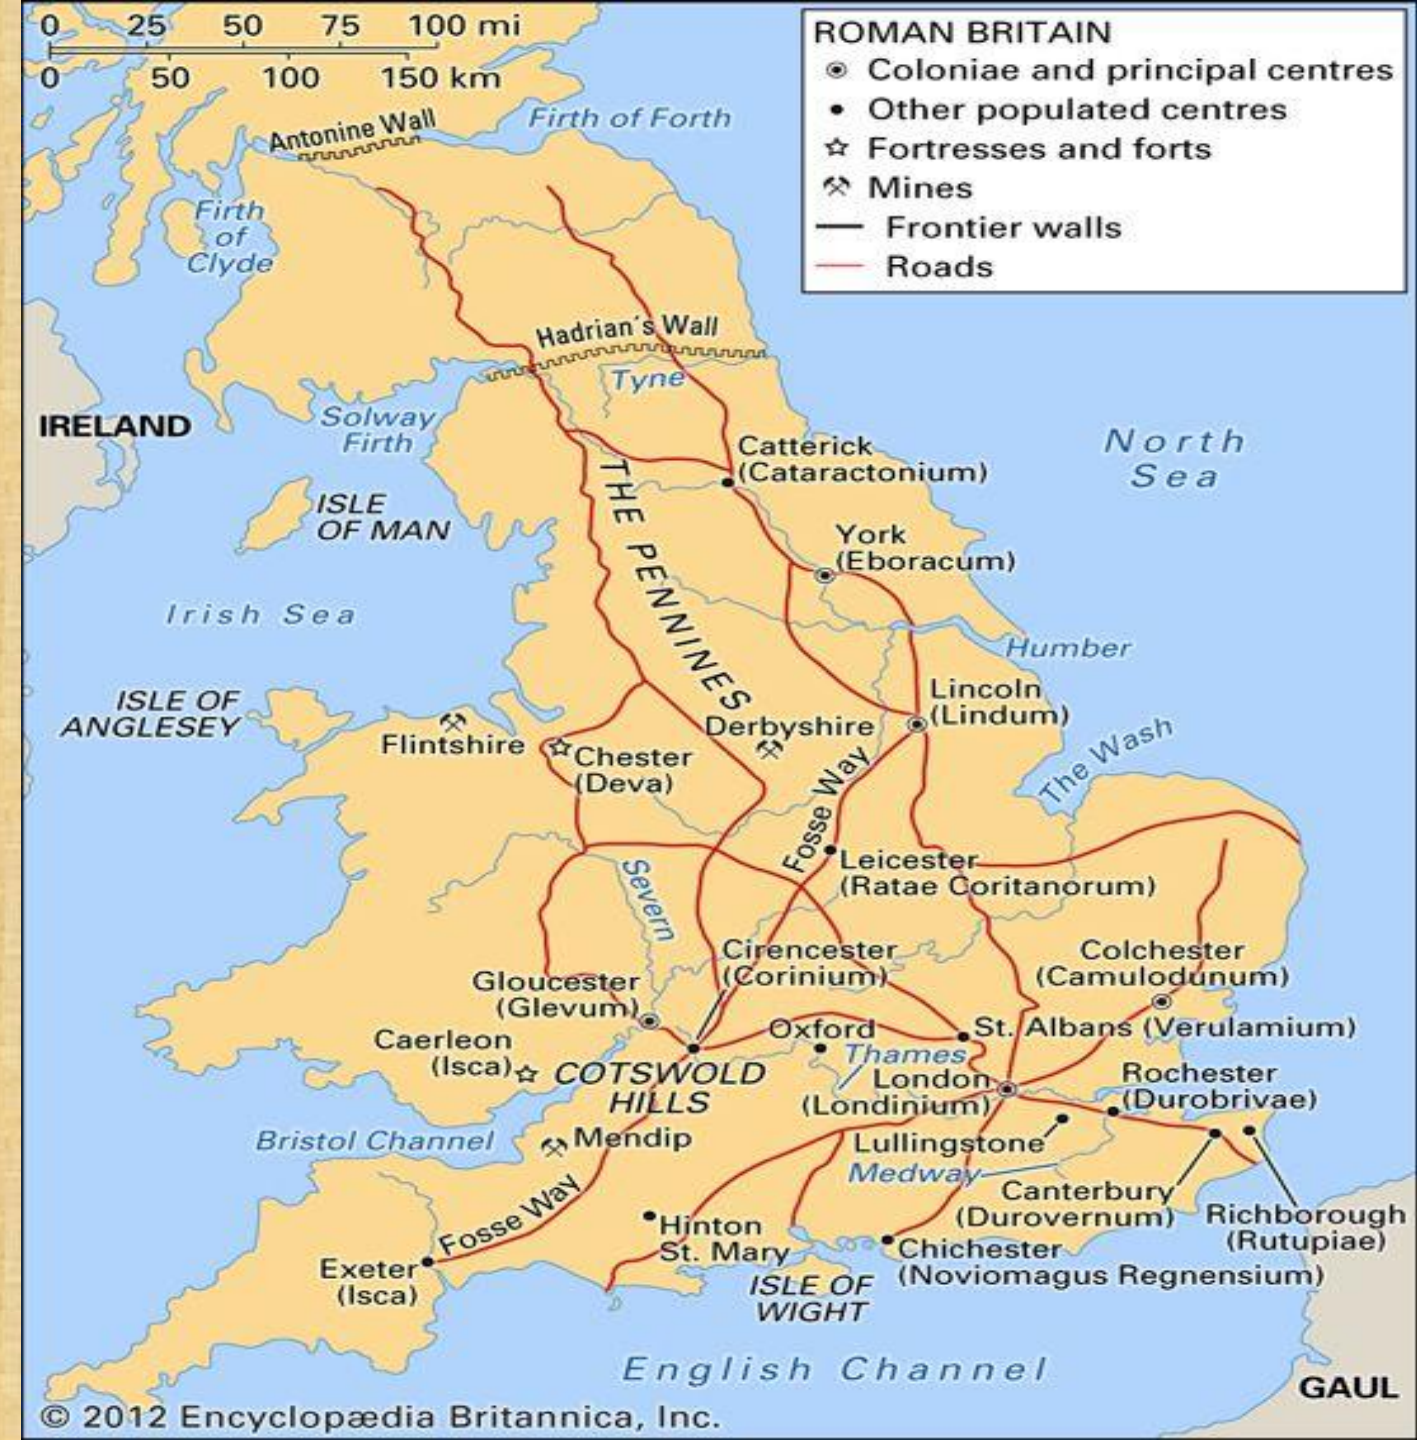 0 25 50 75 100 mi
0 50 100 150 km
ROMAN BRITAIN
Coloniae and principal centres
Other populated centres
Fortresses and forts
Mines
Frontier walls
Roads
Antonine Wall
Firth of Forth
Firth
of
Clyde
Hadrian's Wall
Tyne
IRELAND
Solway
Firth
North
Sea
Catterick
(Cataractonium)
THE PENNINES
ISLE
OF MAN
York
(Eboracum)
Irish Sea
Humber
ISLE OF
ANGLESEY
Lincoln
(Lindum)
Flintshire
Derbyshire
Chester
(Deva)
The Wash
Fosse Way
Leicester
(Ratae Coritanorum)
Severn
Cirencester
(Corinium)
Colchester
(Camulodunum)
Gloucester
(Glevum)
Caerleon
(Isca)
COTSWOLD
HILLS
Oxford
Thames
St. Albans (Verulamium)
London
(Londinium)
Rochester
(Durobrivae)
Bristol Channel
Mendip
Lullingstone
Medway
Fosse Way
Canterbury
(Durovernum)
Richborough
(Rutupiae)
Hinton
St. Mary
Chichester
(Noviomagus Regnensium)
Exeter
(Isca)
ISLE OF
WIGHT
English Channel
GAUL
© 2012 Encyclopædia Britannica, Inc.